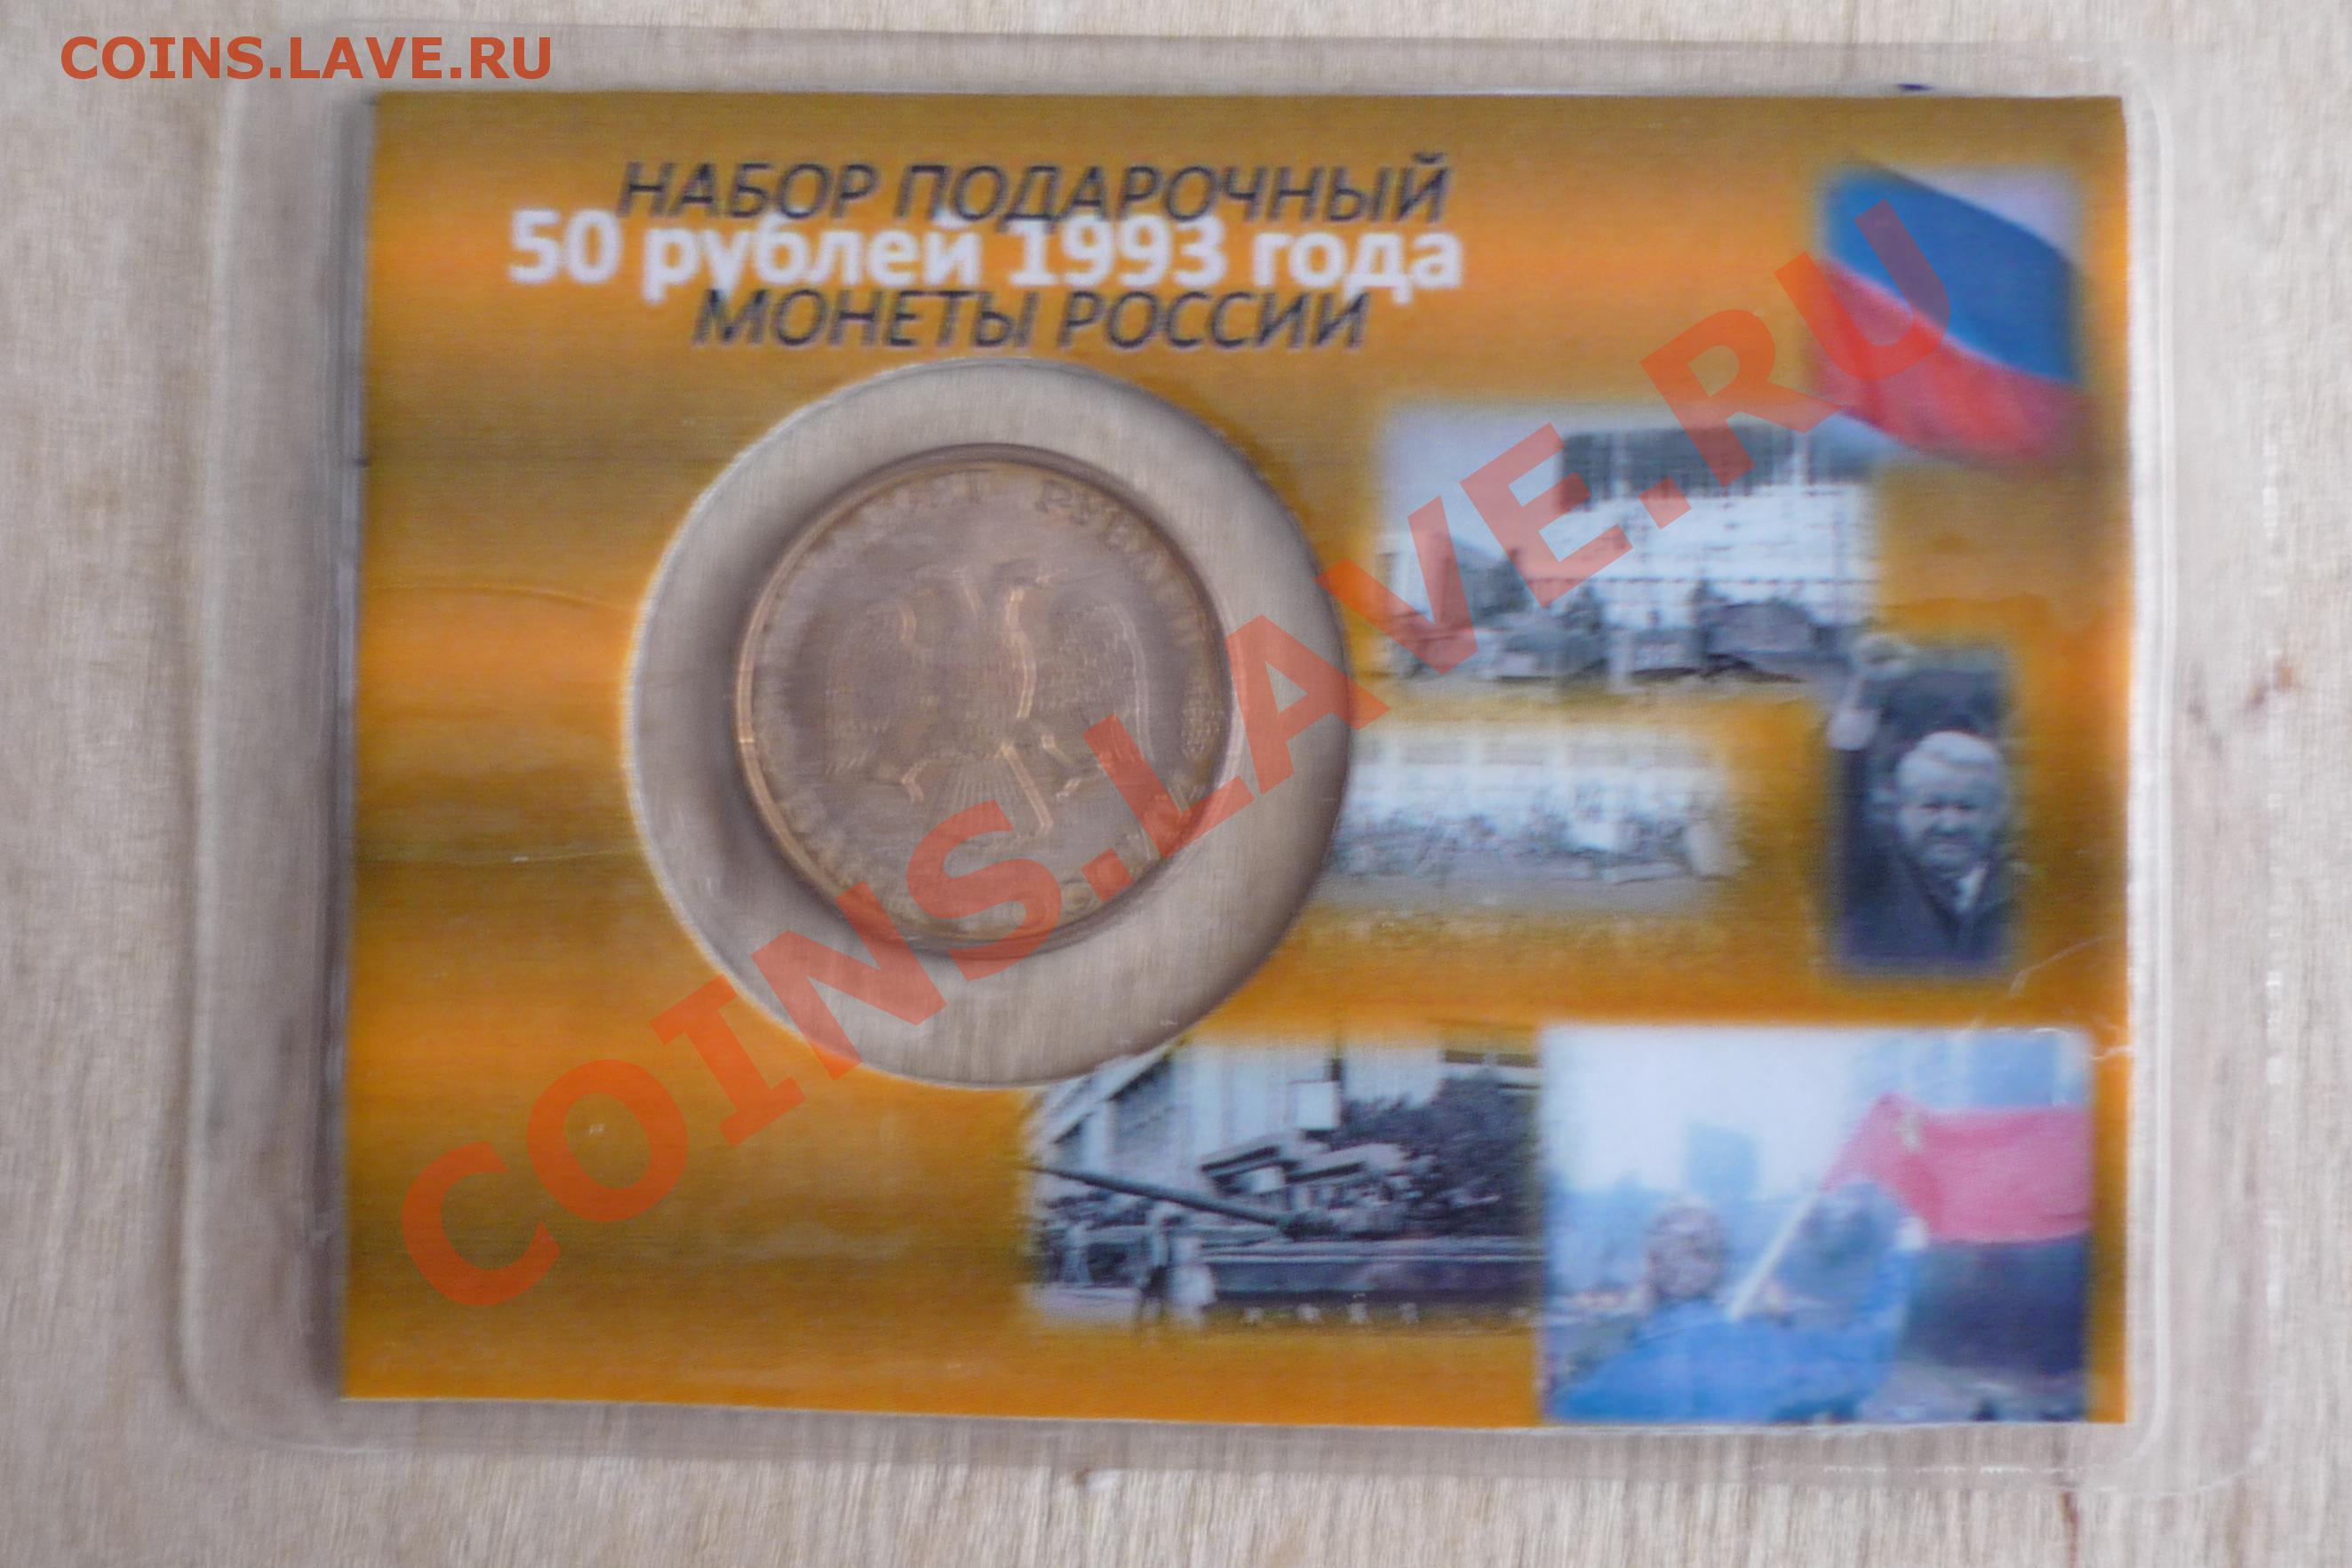 COINS.LAVE.RU
НАБОР ПОДАРОЧНЫЙ
50 рублей 1993 года
МОНЕТЫ РОССИИ
COINS.LAVE.RU